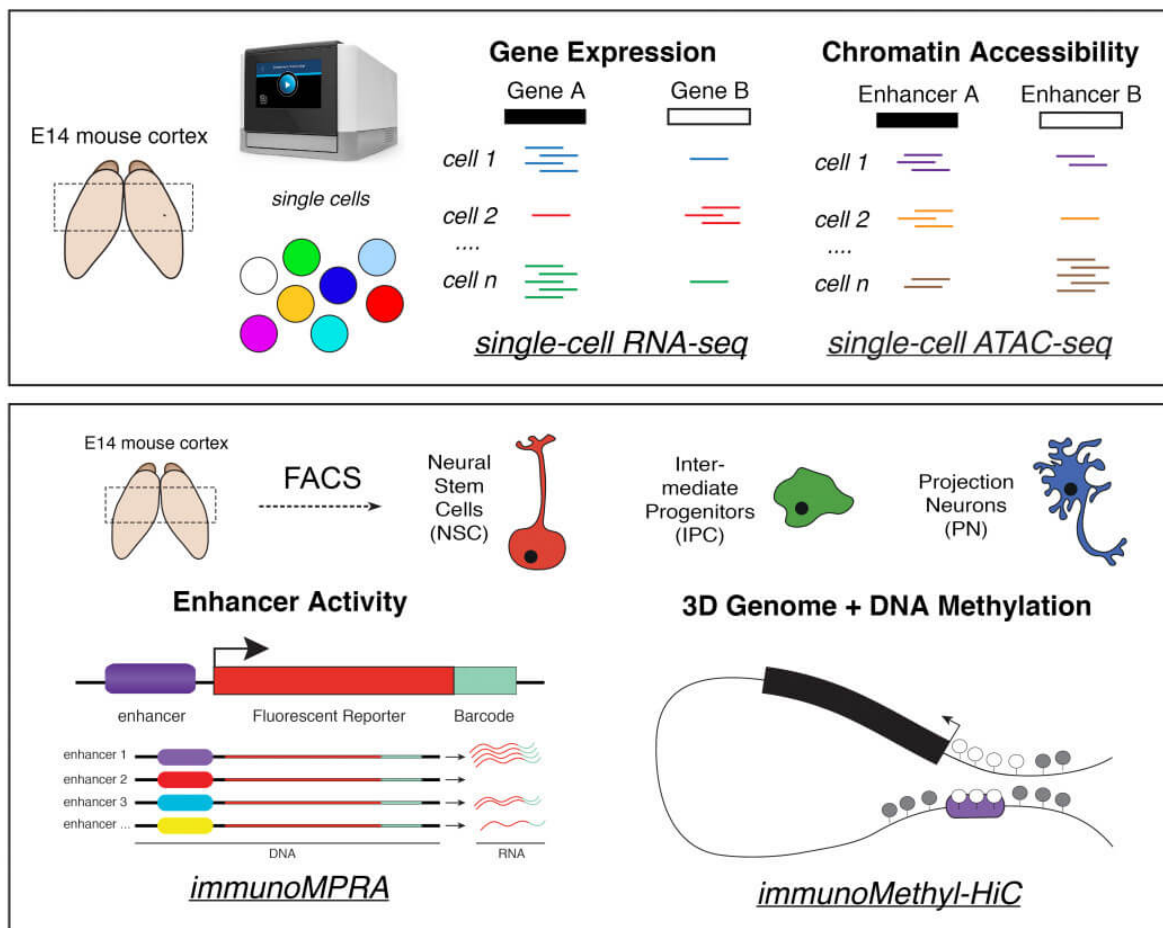 Gene Expression
Chromatin Accessibility
Gene A
Gene B
Enhancer A
Enhancer B
E14 mouse cortex
cell 1
cell 1
single cells
cell 2
cell 2
....
....
cell n
cell n
single-cell RNA-seq
single-cell ATAC-seq
E14 mouse cortex
FACS
Neural
Stem
Cells
(NSC)
Inter-
mediate
Progenitors
(IPC)
Projection
Neurons
(PN)
Enhancer Activity
3D Genome + DNA Methylation
enhancer
Fluorescent Reporter
Barcode
enhancer 1
enhancer 2
enhancer 3
enhancer ...
DNA
RNA
immunoMPRA
immunoMethyl-HiC